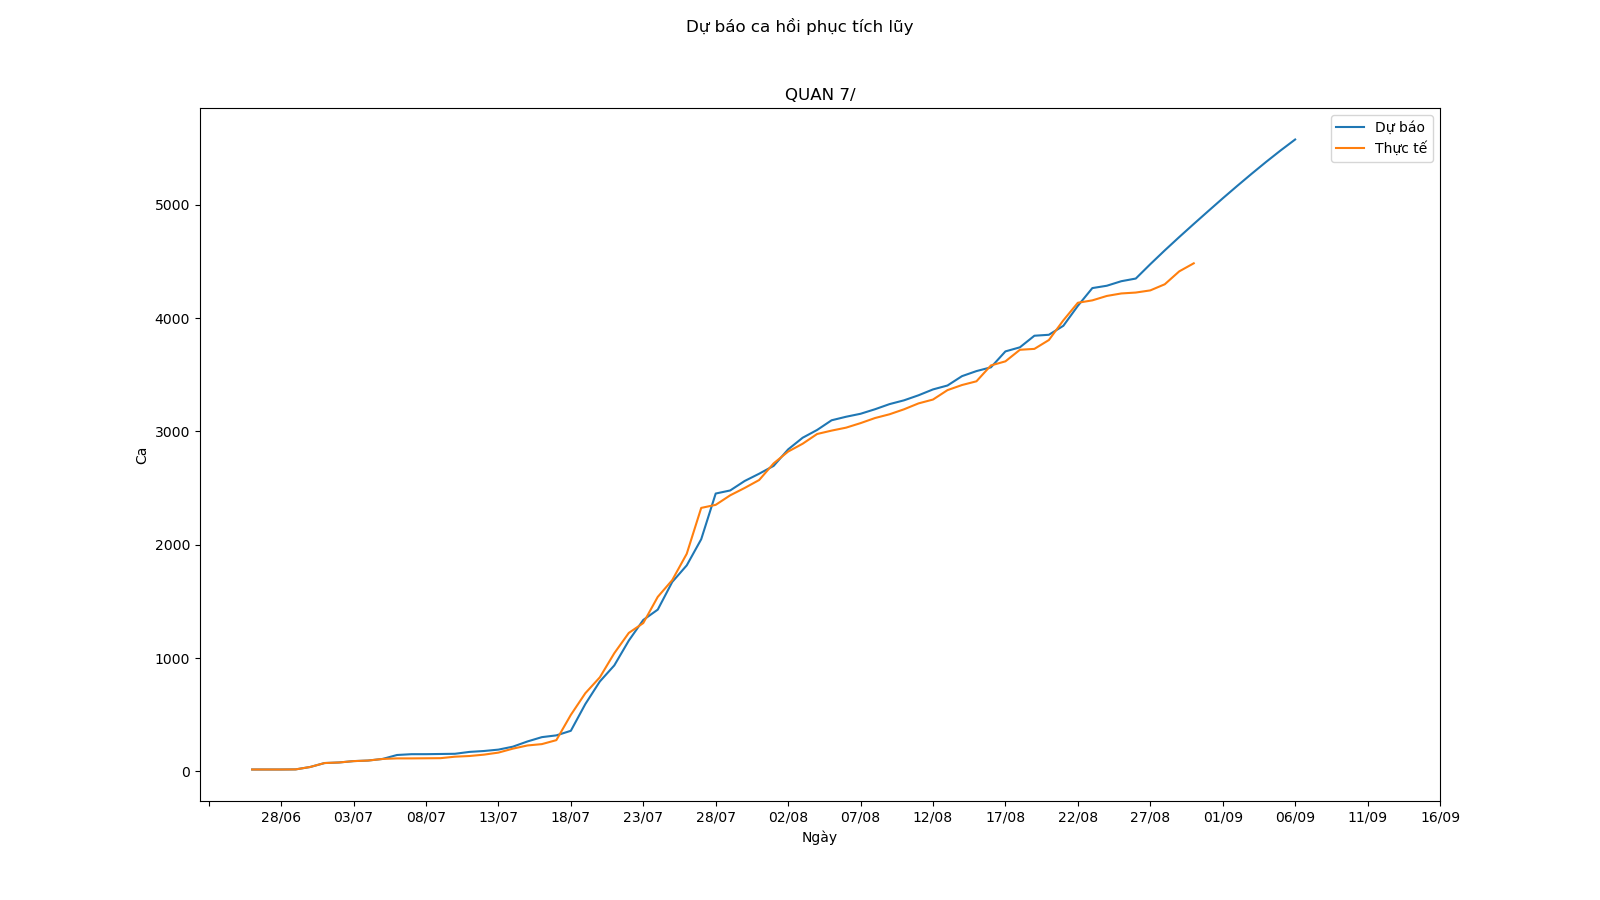 Dự báo ca hồi phục tích lũy
QUAN 7/
Dự báo
Thực tế
5000
4000
3000
2000
1000
0
Ca
28/06 03/07 08/07 13/07 18/07 23/07 28/07 02/08 07/08 12/08 17/08 22/08 27/08 01/09 06/09 11/09 16/09
Ngày